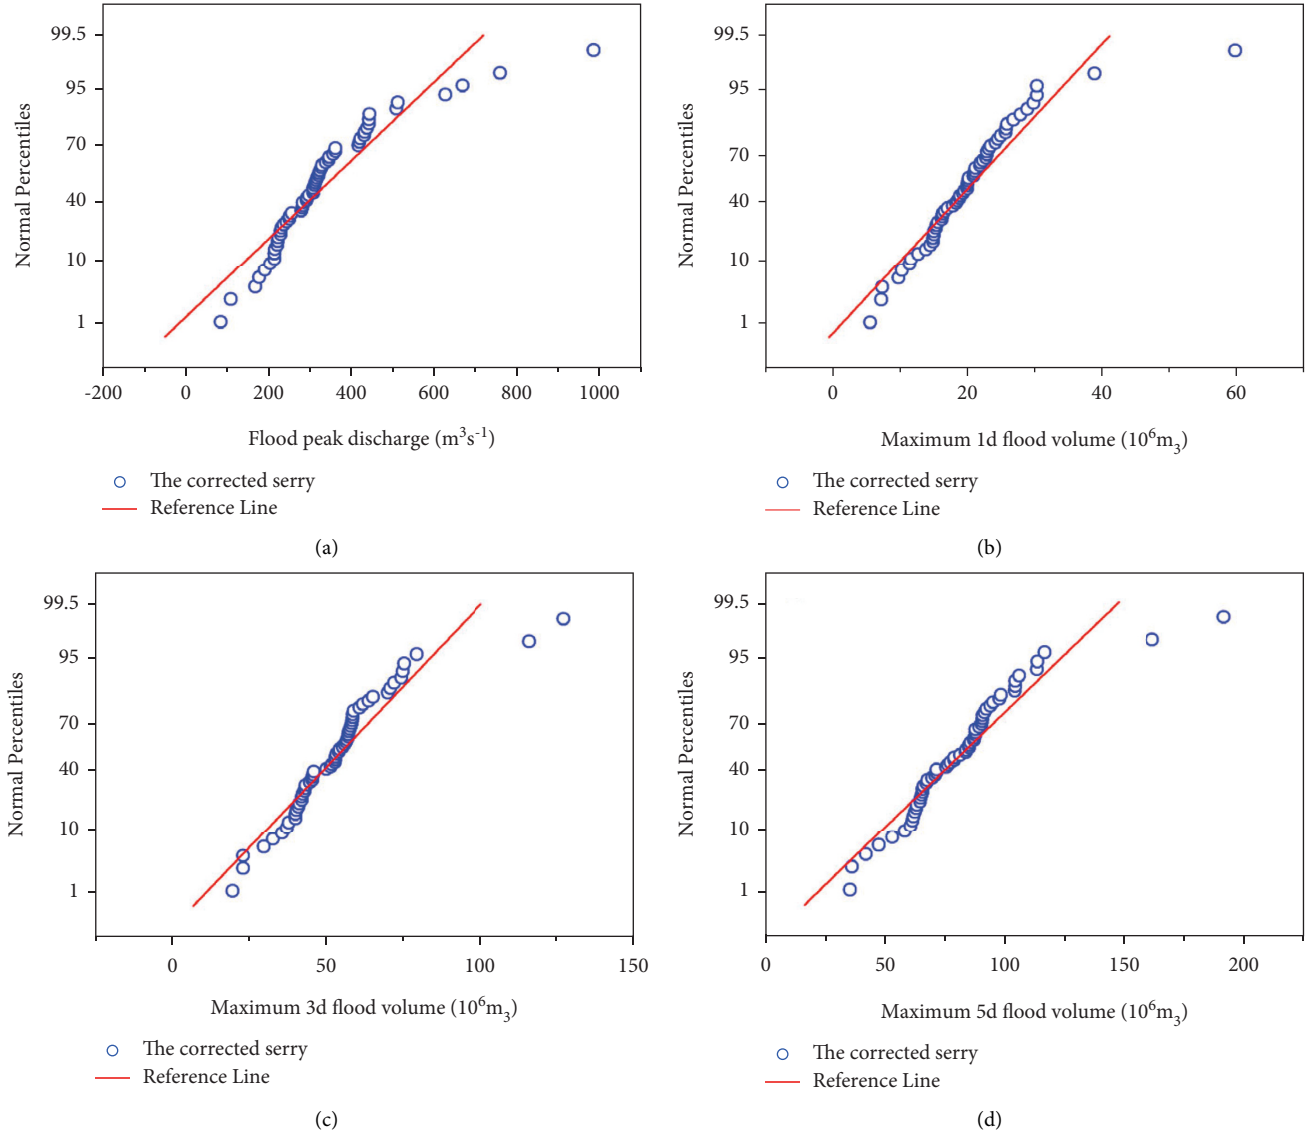 99.5
95
70
40
10
1
Normal Percentiles
-200 0 200 400 600 800 1000
Flood peak discharge (m³s⁻¹)
The corrected serry
Reference Line
(a)
99.5
95
70
40
10
1
Normal Percentiles
0 20 40 60
Maximum 1d flood volume (10⁶m₃)
The corrected serry
Reference Line
(b)
99.5
95
70
40
10
1
Normal Percentiles
0 50 100 150
Maximum 3d flood volume (10⁶m₃)
The corrected serry
Reference Line
(c)
99.5
95
70
40
10
1
Normal Percentiles
0 50 100 150 200
Maximum 5d flood volume (10⁶m₃)
The corrected serry
Reference Line
(d)